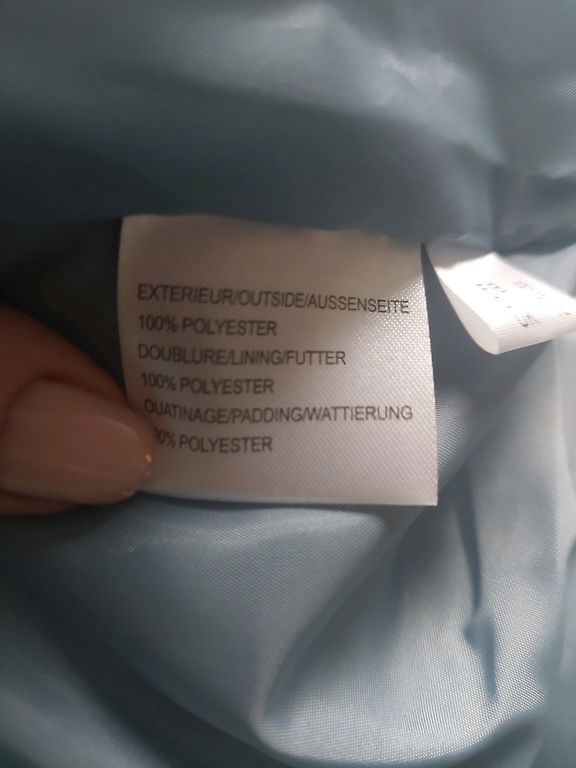 EXTERIEUR/OUTSIDE/AUSSENSEITE
100% POLYESTER
DOUBLURE/LINING/FUTTER
100% POLYESTER
OUATINAGE/PADDING/WATTIERUNG
POLYESTER